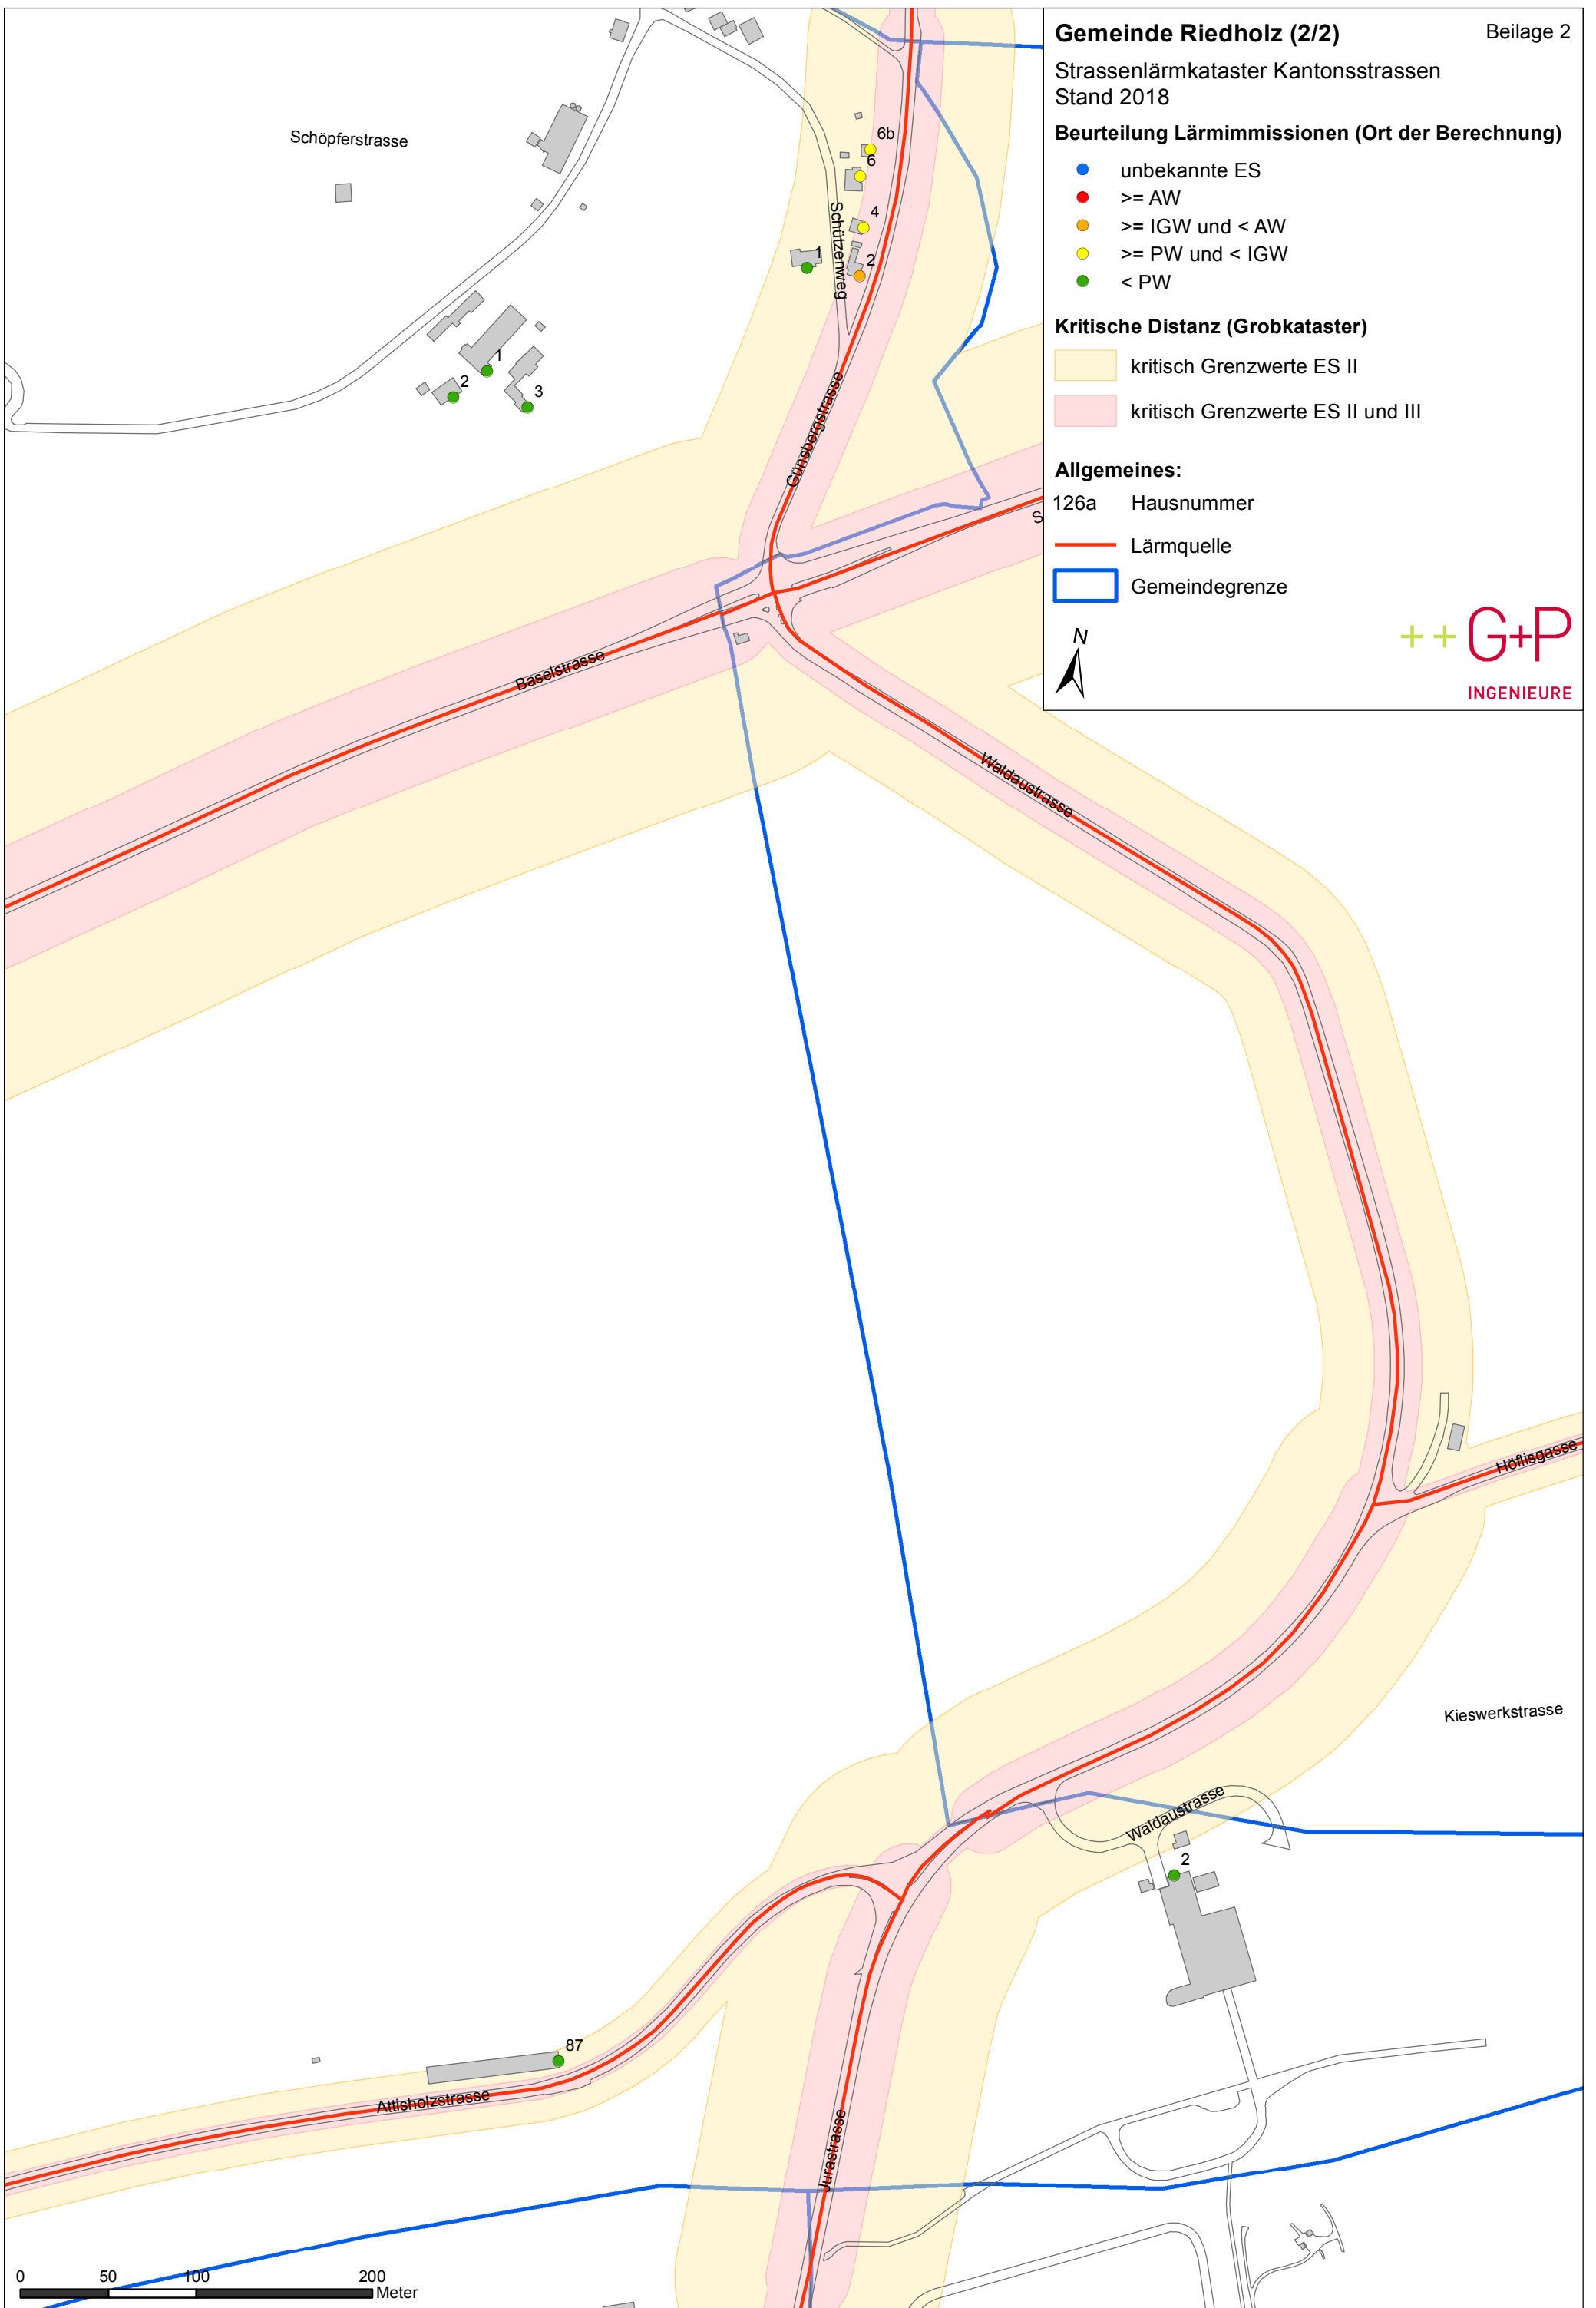 Gemeinde Riedholz (2/2)
Beilage 2
Strassenlärmkataster Kantonsstrassen
Stand 2018
Beurteilung Lärmimmissionen (Ort der Berechnung)
unbekannte ES
>= AW
>= IGW und < AW
>= PW und < IGW
< PW
Kritische Distanz (Grobkataster)
kritisch Grenzwerte ES II
kritisch Grenzwerte ES II und III
Allgemeines:
126a Hausnummer
Lärmquelle
Gemeindegrenze
N
++G+P
INGENIEURE
Schöpferstrasse
6b
6
Schützenweg
4
1
2
1
2
3
Günsbergstrasse
S
Baselstrasse
Waldaustrasse
Höflisgasse
Kieswerkstrasse
Waldaustrasse
2
87
Attisholzstrasse
Jurastrasse
0 50 100 200
Meter